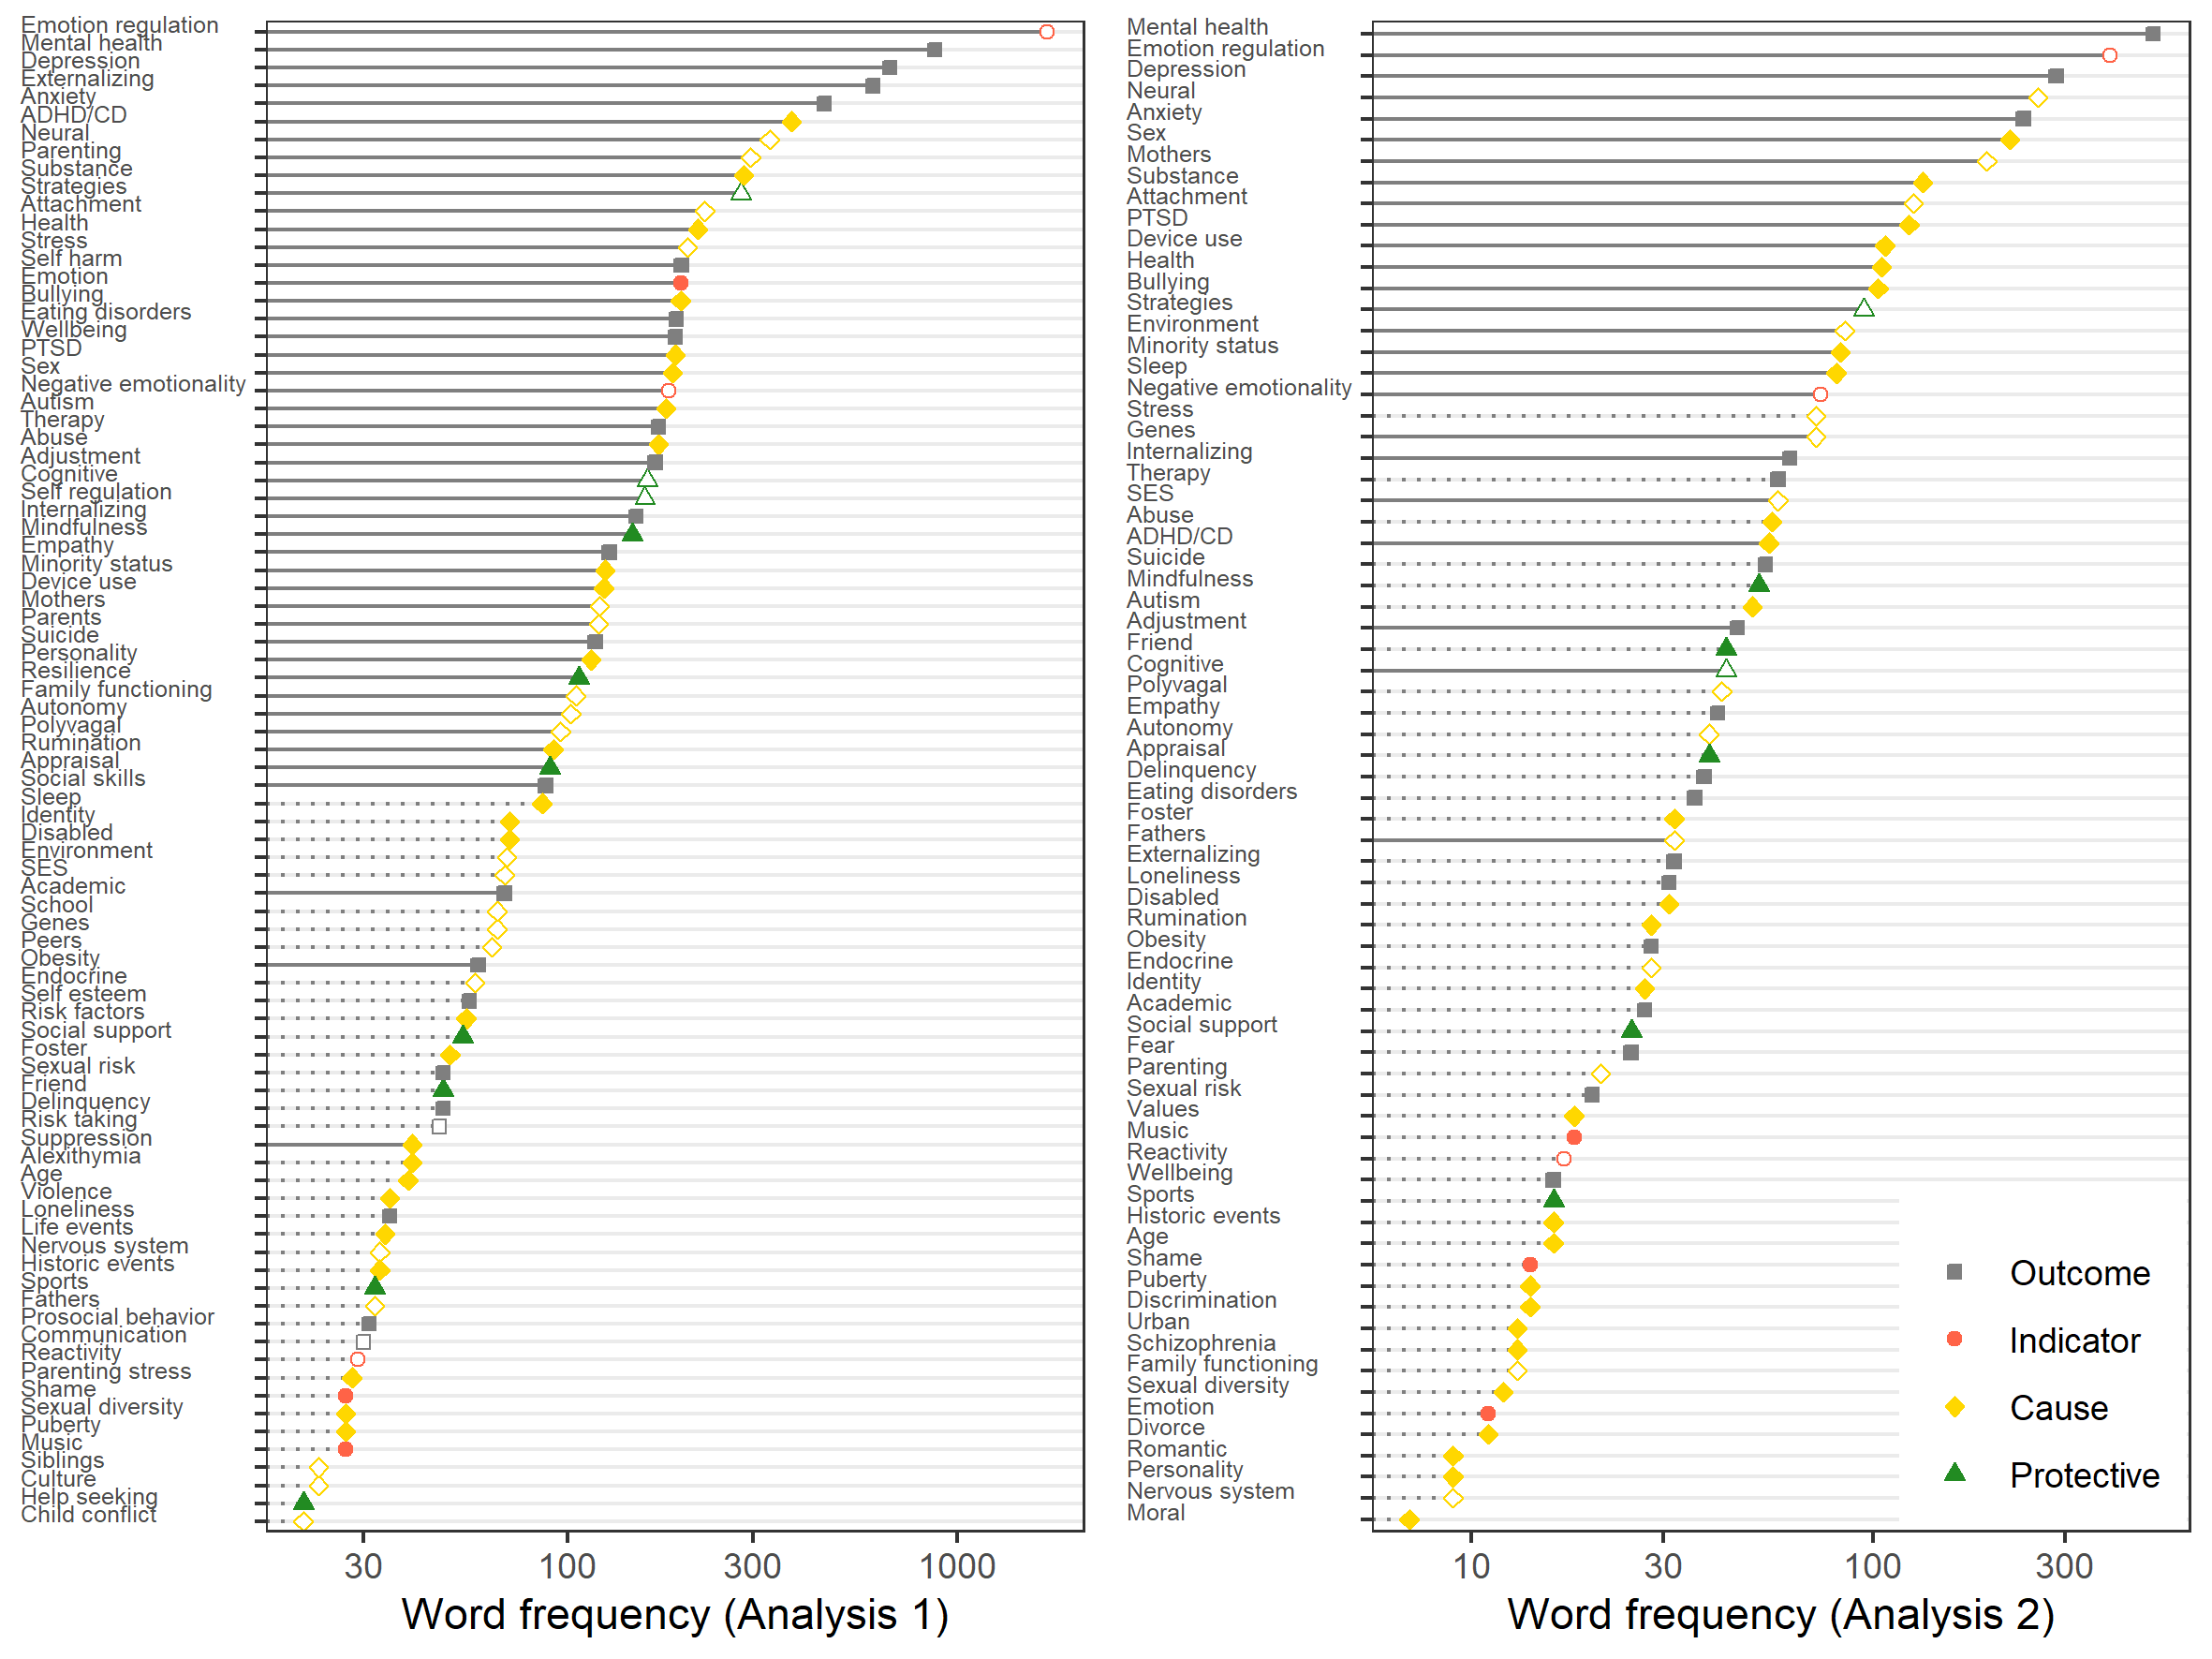 Emotion regulation
Mental health
Depression
Externalizing
Anxiety
ADHD/CD
Neural
Parenting
Substance
Strategies
Attachment
Health
Stress
Self harm
Emotion
Bullying
Eating disorders
Wellbeing
PTSD
Sex
Negative emotionality
Autism
Therapy
Abuse
Adjustment
Cognitive
Self regulation
Internalizing
Mindfulness
Empathy
Minority status
Device use
Mothers
Parents
Suicide
Personality
Resilience
Family functioning
Autonomy
Polyvagal
Rumination
Appraisal
Social skills
Sleep
Identity
Disabled
Environment
SES
Academic
School
Genes
Peers
Obesity
Endocrine
Self esteem
Risk factors
Social support
Foster
Sexual risk
Friend
Delinquency
Risk taking
Suppression
Alexithymia
Age
Violence
Loneliness
Life events
Nervous system
Historic events
Sports
Fathers
Prosocial behavior
Communication
Reactivity
Parenting stress
Shame
Sexual diversity
Puberty
Music
Siblings
Culture
Help seeking
Child conflict
30 100 300 1000
Word frequency (Analysis 1)
Mental health
Emotion regulation
Depression
Neural
Anxiety
Sex
Mothers
Substance
Attachment
PTSD
Device use
Health
Bullying
Strategies
Environment
Minority status
Sleep
Negative emotionality
Stress
Genes
Internalizing
Therapy
SES
Abuse
ADHD/CD
Suicide
Mindfulness
Autism
Adjustment
Friend
Cognitive
Polyvagal
Empathy
Autonomy
Appraisal
Delinquency
Eating disorders
Foster
Fathers
Externalizing
Loneliness
Disabled
Rumination
Obesity
Endocrine
Identity
Academic
Social support
Fear
Parenting
Sexual risk
Values
Music
Reactivity
Wellbeing
Sports
Historic events
Age
Shame
Puberty
Discrimination
Urban
Schizophrenia
Family functioning
Sexual diversity
Emotion
Divorce
Romantic
Personality
Nervous system
Moral
10 30 100 300
Word frequency (Analysis 2)
Outcome
Indicator
Cause
Protective